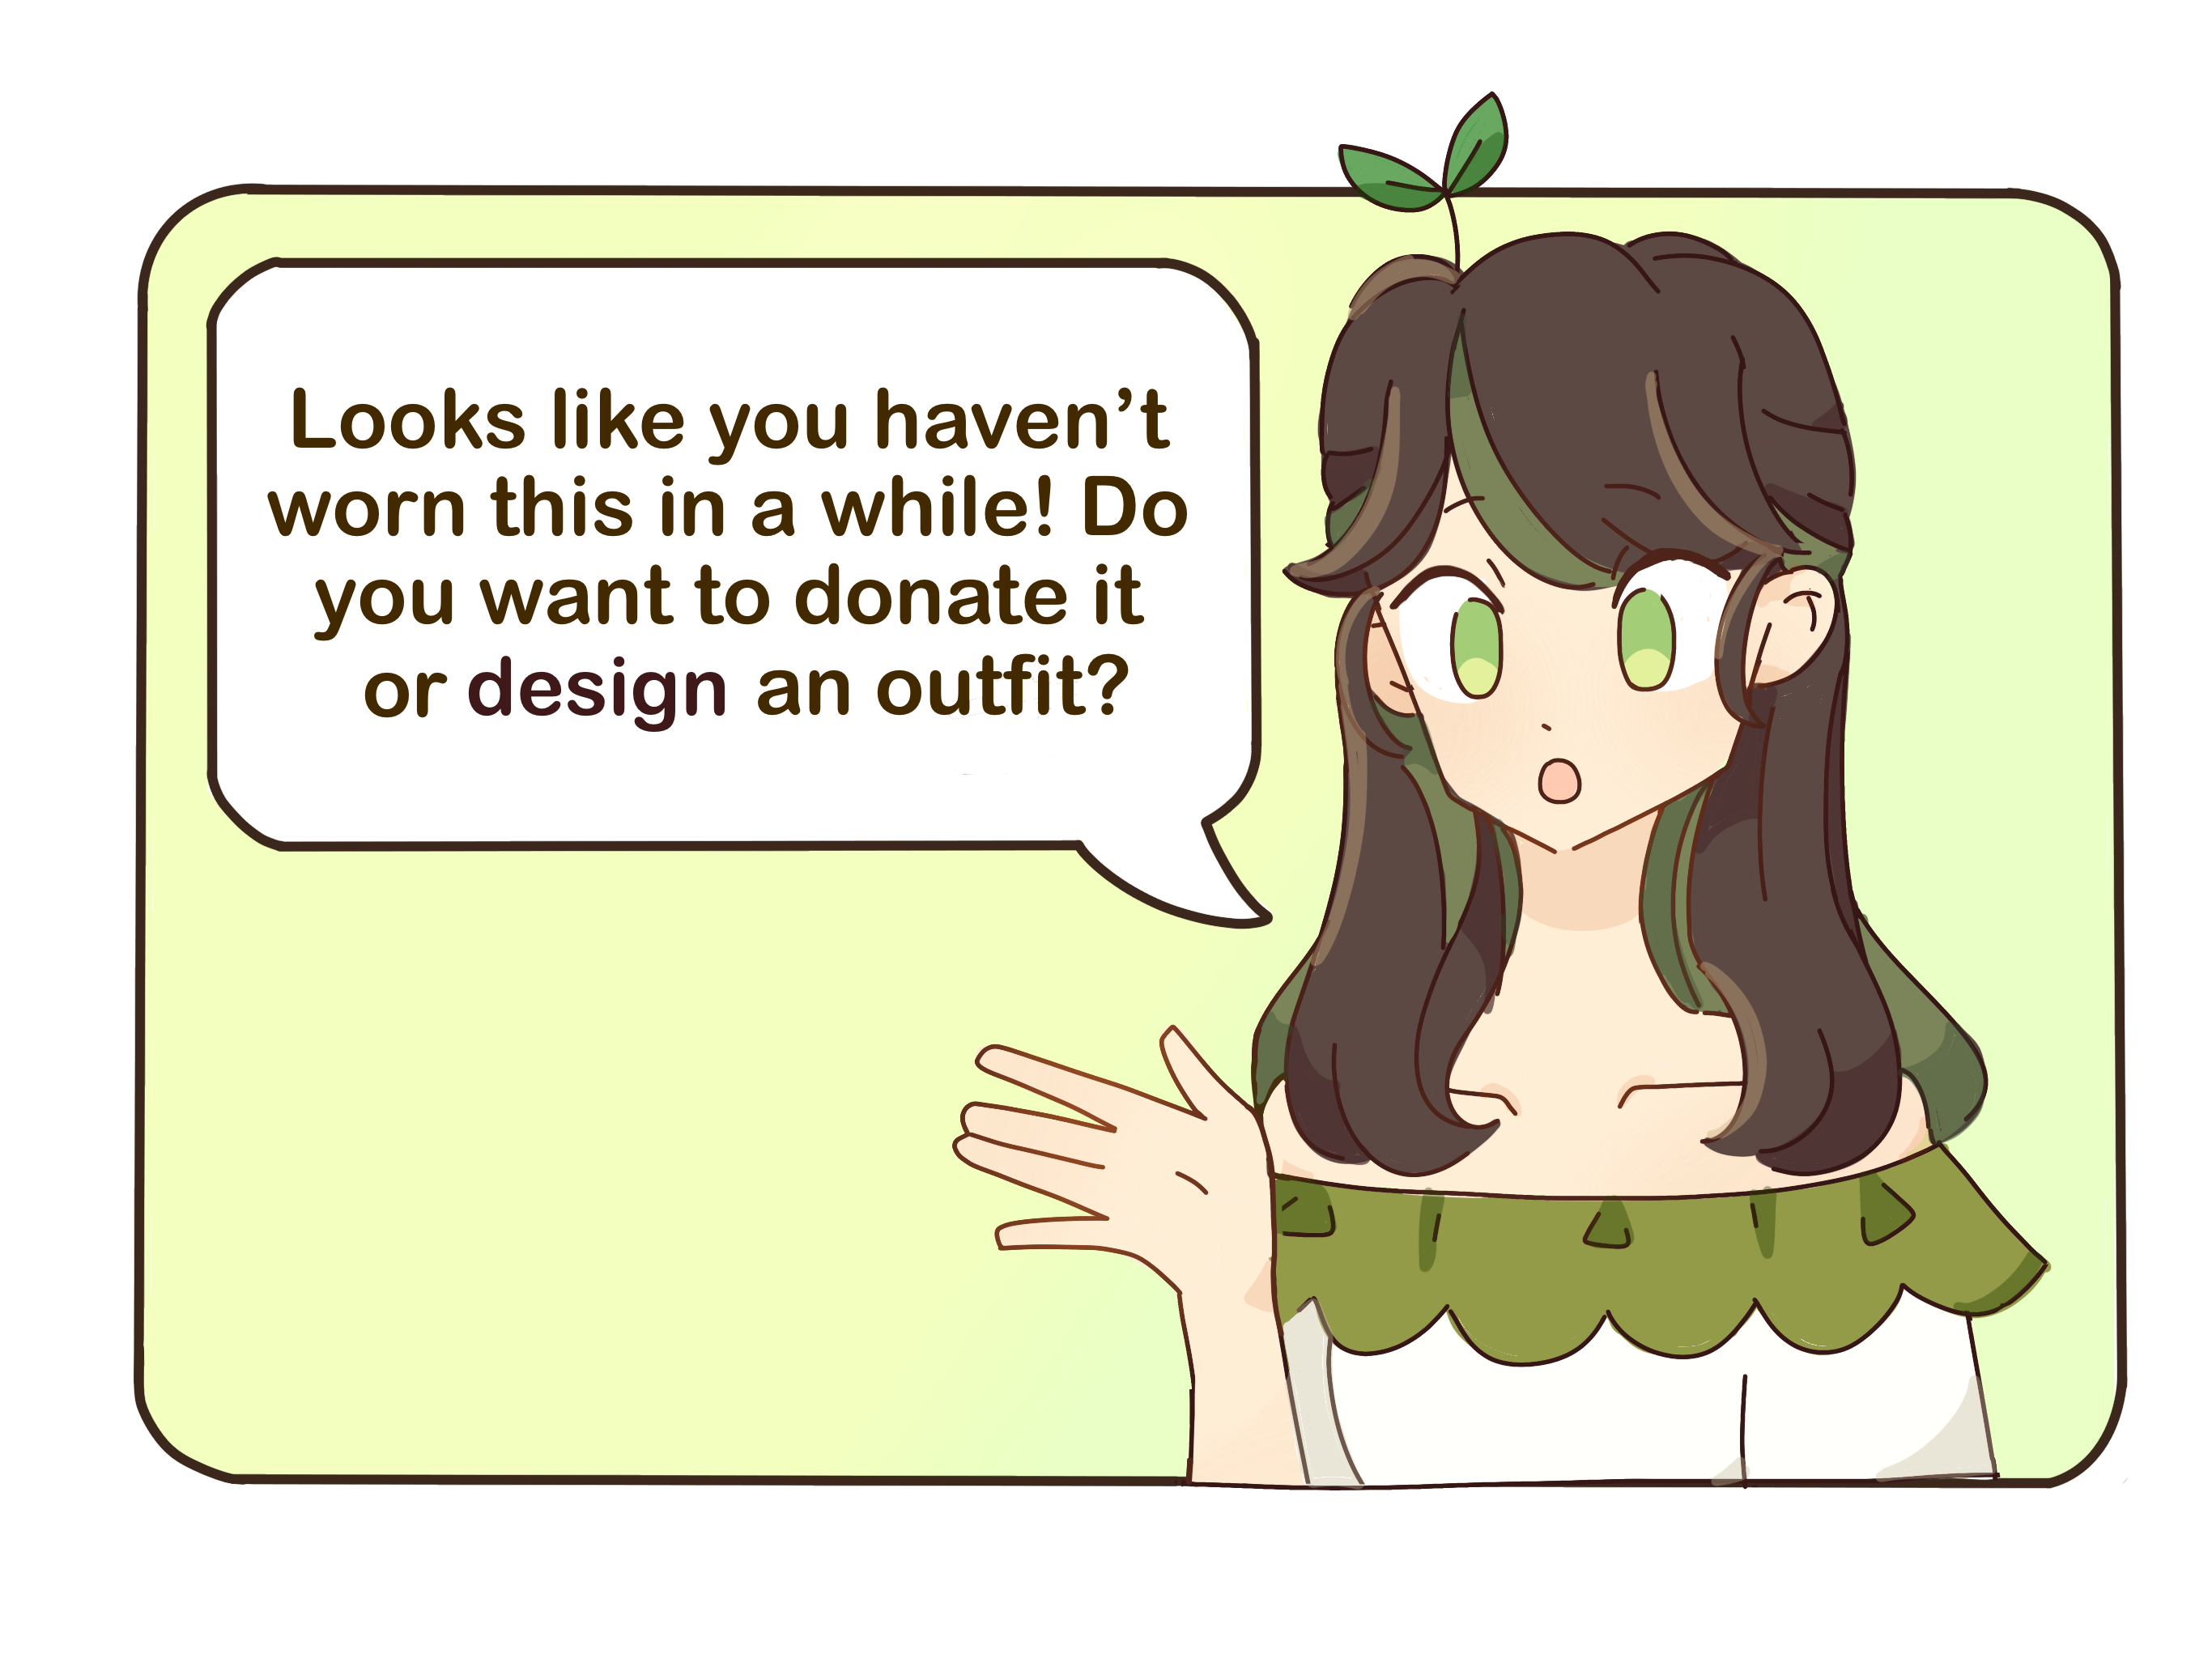 Looks like you haven’t
worn this in a while! Do
you want to donate it
or design an outfit?